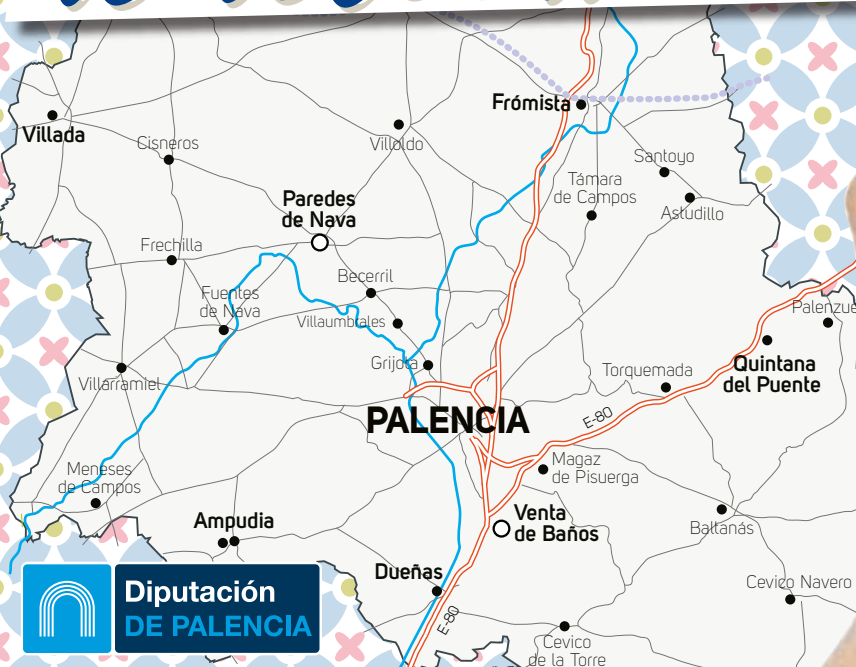 Frómista
Villada
Cisneros
Villoldo
Santoyo
Támara
de Campos
Astudillo
Paredes
de Nava
Frechilla
Becerril
Fuentes
de Nava
Villaumbrales
Palenzue
Grijota
Quintana
del Puente
Villarramiel
Torquemada
PALENCIA
E-80
Magaz
de Pisuerga
Meneses
de Campos
Ampudia
Venta
de Baños
Baltanás
Dueñas
Cevico Navero
E-80
Cevico
de la Torre
Diputación
DE PALENCIA